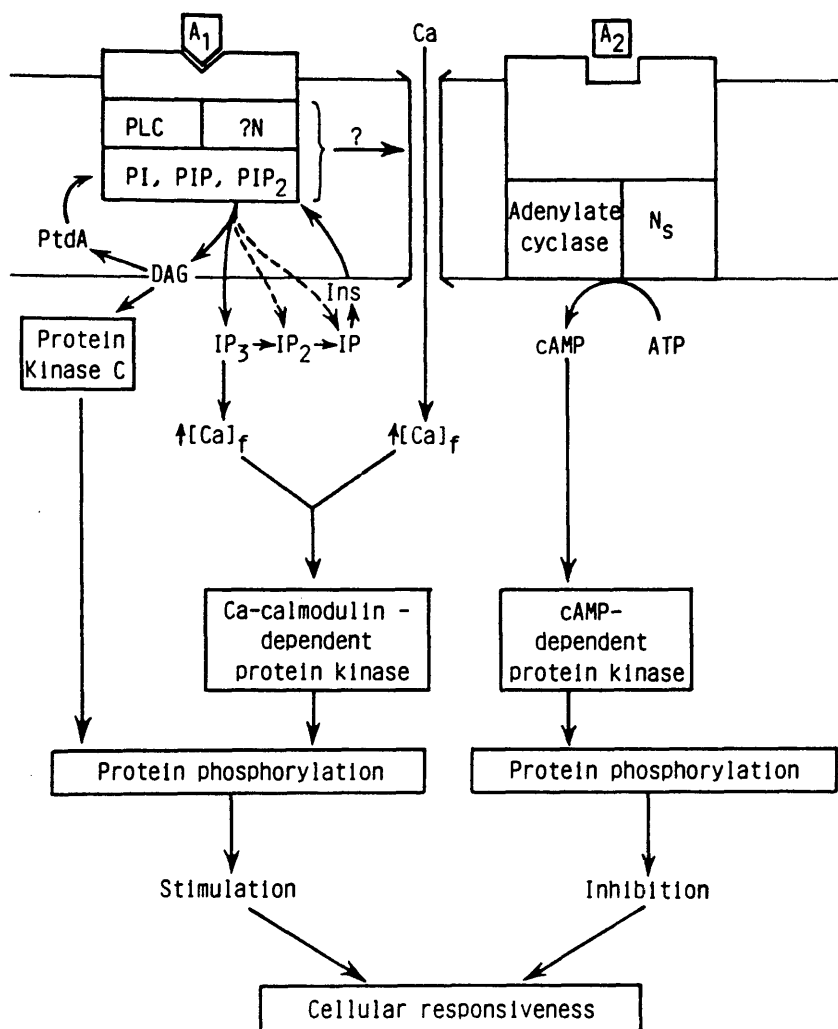 A₁
Ca
A₂
PLC
?N
?
PI, PIP, PIP₂
Adenylate
cyclase
Nₛ
PtdA
DAG
Ins
Protein
Kinase C
IP₃→IP₂→IP
cAMP
ATP
↑[Ca]f
↑[Ca]f
Ca-calmodulin -
dependent
protein kinase
cAMP-
dependent
protein kinase
Protein phosphorylation
Protein phosphorylation
Stimulation
Inhibition
Cellular responsiveness